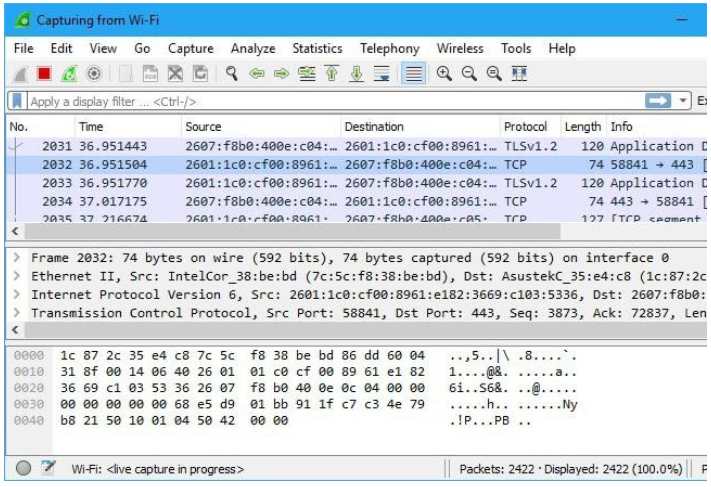 Capturing from Wi-Fi
File Edit View Go Capture Analyze Statistics Telephony Wireless Tools Help
Apply a display filter ... <Ctrl-/>
No. Time Source Destination Protocol Length Info
2031 36.951443 2607:f8b0:400e:c04:… 2601:1c0:cf00:8961:… TLSv1.2 120 Application D
2032 36.951504 2601:1c0:cf00:8961:… 2607:f8b0:400e:c04:… TCP 74 58841 → 443 [
2033 36.951770 2601:1c0:cf00:8961:… 2607:f8b0:400e:c04:… TLSv1.2 120 Application D
2034 37.017175 2607:f8b0:400e:c04:… 2601:1c0:cf00:8961:… TCP 74 443 → 58841 [
2035 37.216674 2601:1c0:cf00:8961: 2607:f8b0:400e:c05: TCP 127 [TCP segment
> Frame 2032: 74 bytes on wire (592 bits), 74 bytes captured (592 bits) on interface 0
> Ethernet II, Src: IntelCor_38:be:bd (7c:5c:f8:38:be:bd), Dst: AsustekC_35:e4:c8 (1c:87:2c
> Internet Protocol Version 6, Src: 2601:1c0:cf00:8961:e182:3669:c103:5336, Dst: 2607:f8b0:
> Transmission Control Protocol, Src Port: 58841, Dst Port: 443, Seq: 3873, Ack: 72837, Len
0000 1c 87 2c 35 e4 c8 7c 5c f8 38 be bd 86 dd 60 04 ..,5..|\ .8....`.
0010 31 8f 00 14 06 40 26 01 01 c0 cf 00 89 61 e1 82 1....@&. .....a..
0020 36 69 c1 03 53 36 26 07 f8 b0 40 0e 0c 04 00 00 6i..S6&. ..@.....
0030 00 00 00 00 00 68 e5 d9 01 bb 91 1f c7 c3 4e 79 .....h.. ......Ny
0040 b8 21 50 10 01 04 50 42 00 00 .!P...PB ..
Wi-Fi: <live capture in progress> Packets: 2422 · Displayed: 2422 (100.0%)